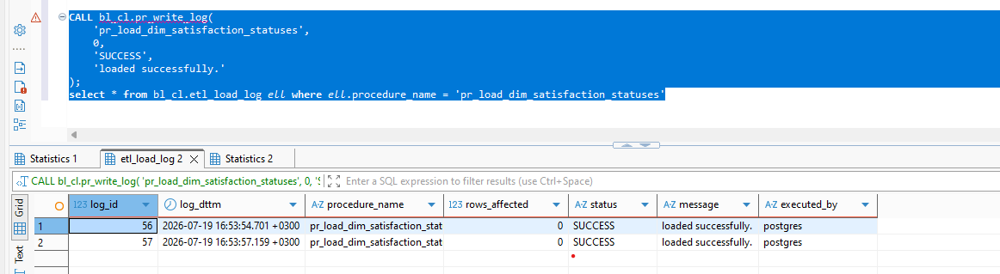 CALL bl_cl.pr_write_log(
'pr_load_dim_satisfaction_statuses',
0,
'SUCCESS',
'loaded successfully.'
);
select * from bl_cl.etl_load_log ell where ell.procedure_name = 'pr_load_dim_satisfaction_statuses'
Statistics 1 etl_load_log 2 Statistics 2
CALL bl_cl.pr_write_log( 'pr_load_dim_satisfaction_statuses', 0, 'S Enter a SQL expression to filter results (use Ctrl+Space)
Grid
Text
123 log_id log_dttm A-Z procedure_name 123 rows_affected A-Z status A-Z message A-Z executed_by
1 56 2026-07-19 16:53:54.701 +0300 pr_load_dim_satisfaction_stat 0 SUCCESS loaded successfully. postgres
2 57 2026-07-19 16:53:57.159 +0300 pr_load_dim_satisfaction_stat 0 SUCCESS loaded successfully. postgres